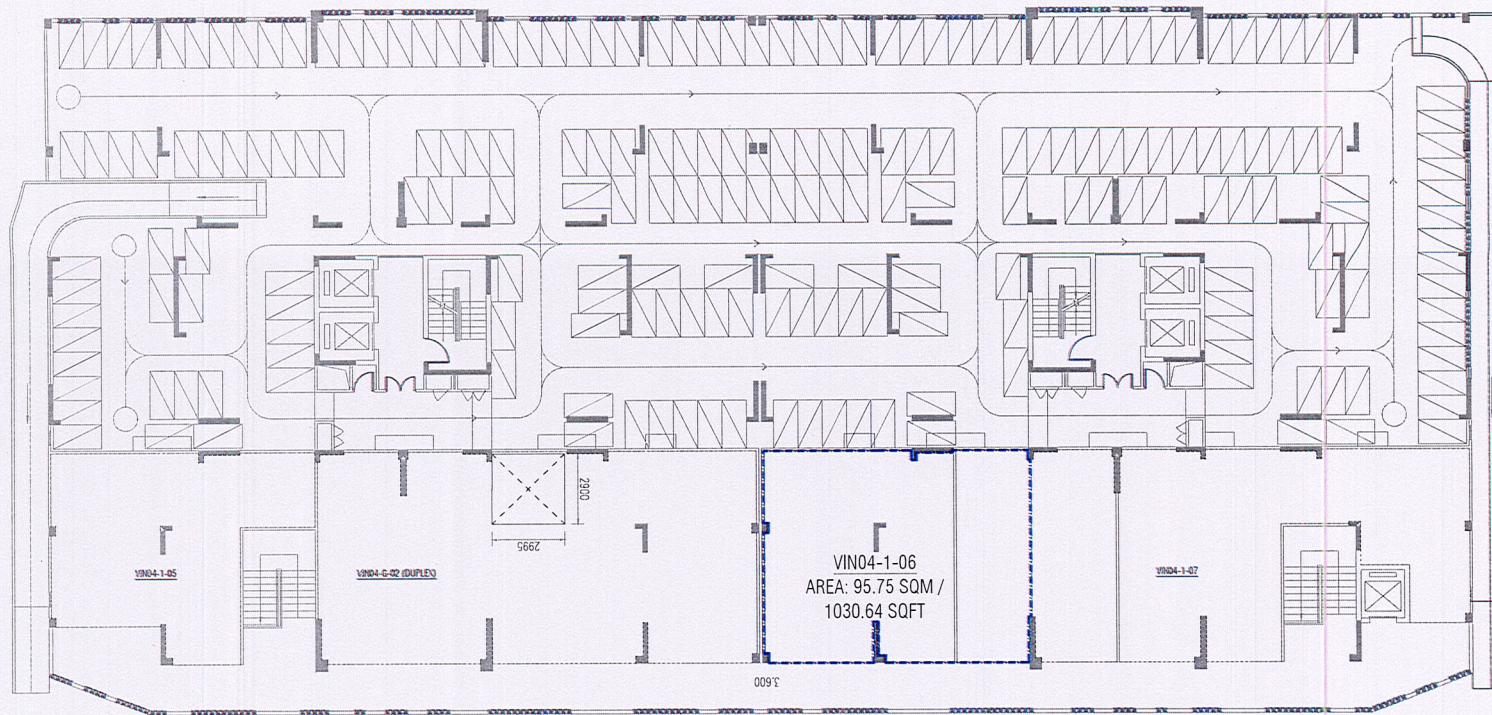 2900
2995
VIN04-1-05
VIN04-G-02 (DUPLEX)
VIN04-1-06
AREA: 95.75 SQM /
1030.64 SQFT
VIN04-1-07
3.600